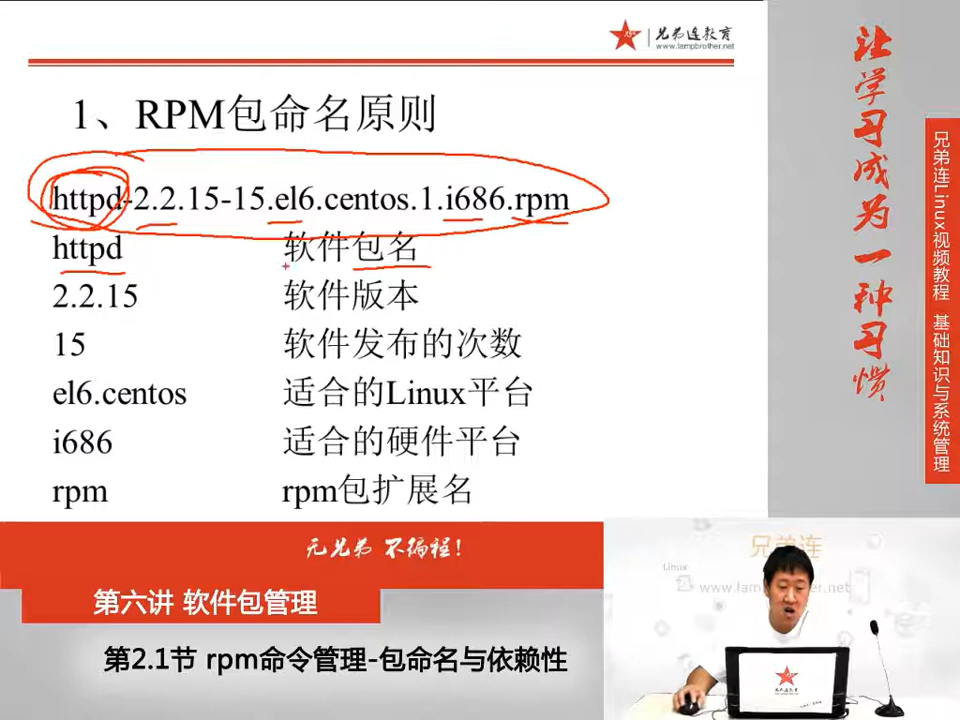 兄弟连教育
www.lampbrother.net
1、RPM包命名原则
httpd-2.2.15-15.el6.centos.1.i686.rpm
httpd 软件包名
2.2.15 软件版本
15 软件发布的次数
el6.centos 适合的Linux平台
i686 适合的硬件平台
rpm rpm包扩展名
让学习成为一种习惯
兄弟连Linux视频教程 基础知识与系统管理
无兄弟 不编程!
第六讲 软件包管理
第2.1节 rpm命令管理-包命名与依赖性
兄弟连
Linux
兄弟连教育